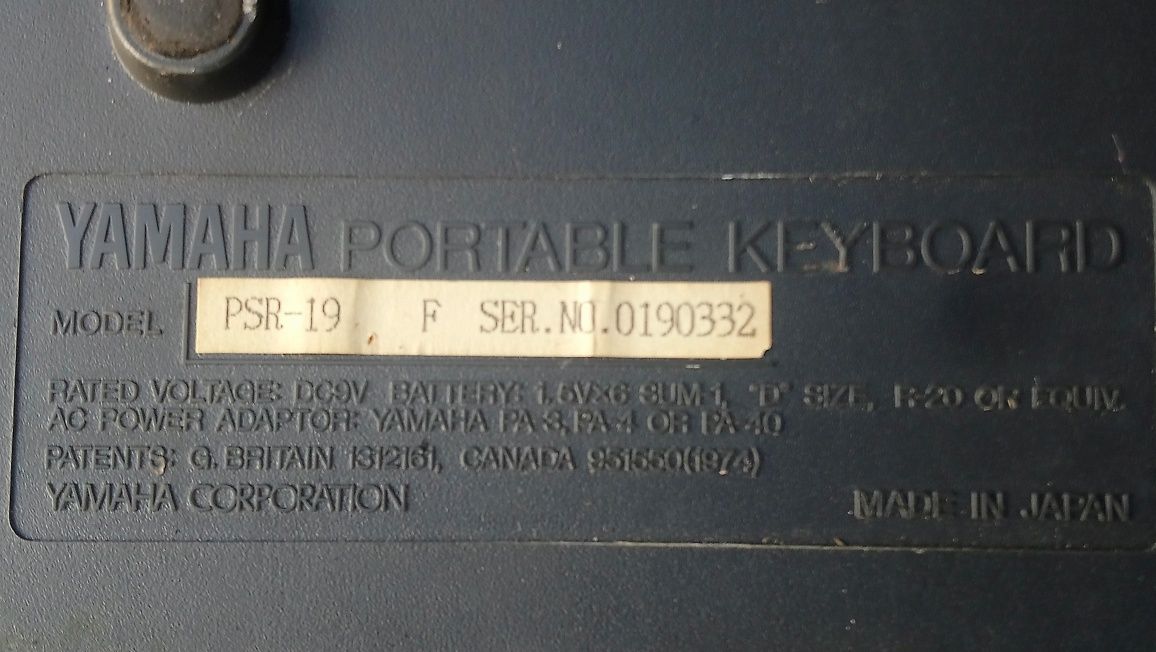 YAMAHA PORTABLE KEYBOARD
MODEL PSR-19 F SER.NO.0190332
RATED VOLTAGE: DC9V BATTERY: 1.5V×6 SUM-1, "D" SIZE, R-20 OR EQUIV.
AC POWER ADAPTOR: YAMAHA PA-3, PA-4 OR PA-40
PATENTS: G. BRITAIN 1312161, CANADA 951550(1974)
YAMAHA CORPORATION MADE IN JAPAN